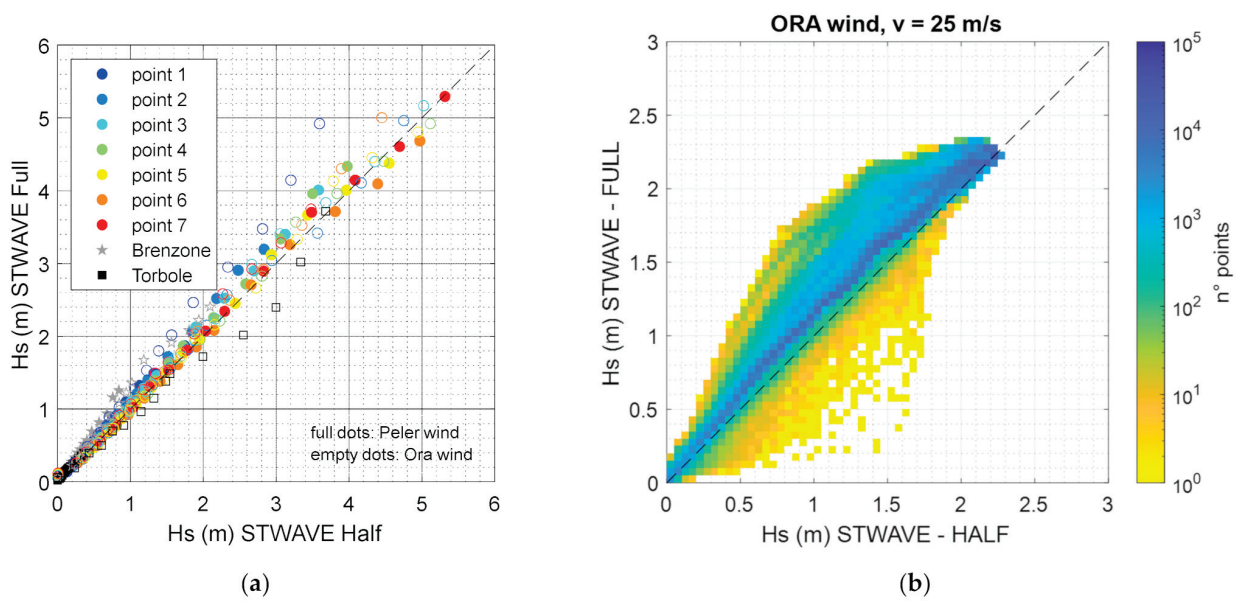 6
5
4
3
2
1
0
Hs (m) STWAVE Full
point 1
point 2
point 3
point 4
point 5
point 6
point 7
Brenzone
Torbole
full dots: Peler wind
empty dots: Ora wind
0 1 2 3 4 5 6
Hs (m) STWAVE Half
(a)
ORA wind, v = 25 m/s
3
2.5
2
1.5
1
0.5
0
Hs (m) STWAVE - FULL
0 0.5 1 1.5 2 2.5 3
Hs (m) STWAVE - HALF
10^5
10^4
10^3
10^2
10^1
10^0
n° points
(b)